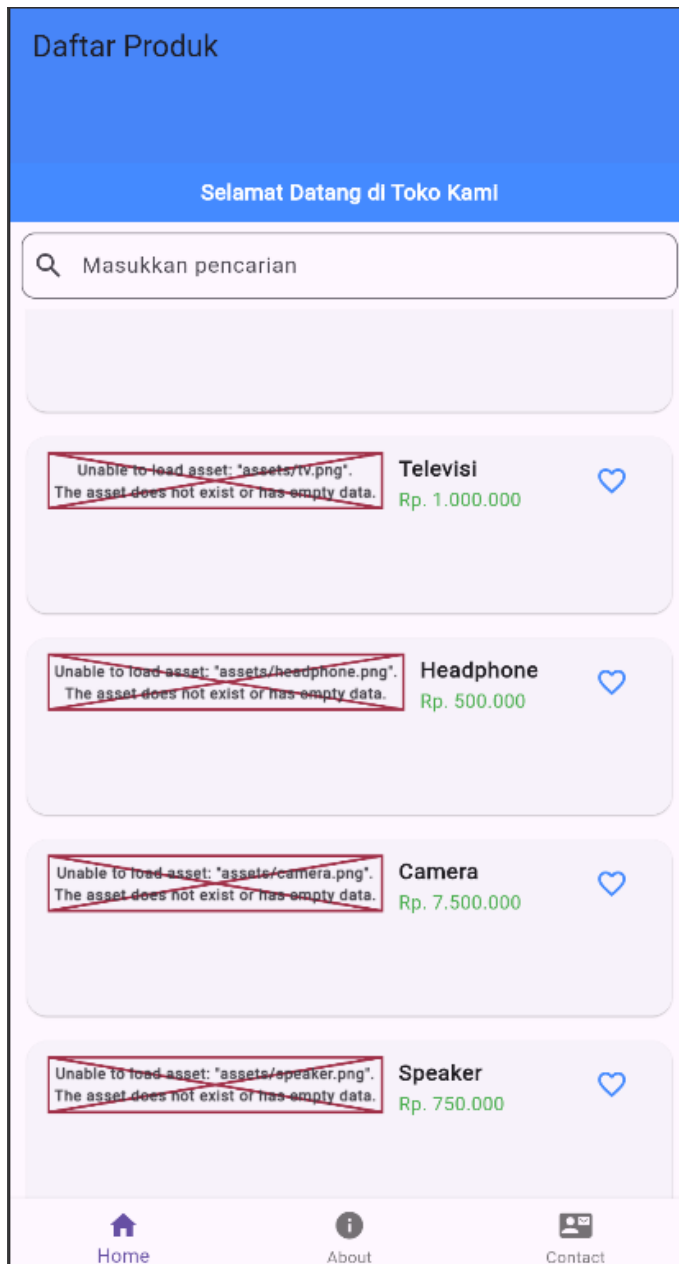 Daftar Produk
Selamat Datang di Toko Kami
Masukkan pencarian
Unable to load asset: "assets/tv.png".
The asset does not exist or has empty data.
Televisi
Rp. 1.000.000
Unable to load asset: "assets/headphone.png".
The asset does not exist or has empty data.
Headphone
Rp. 500.000
Unable to load asset: "assets/camera.png".
The asset does not exist or has empty data.
Camera
Rp. 7.500.000
Unable to load asset: "assets/speaker.png".
The asset does not exist or has empty data.
Speaker
Rp. 750.000
Home
About
Contact